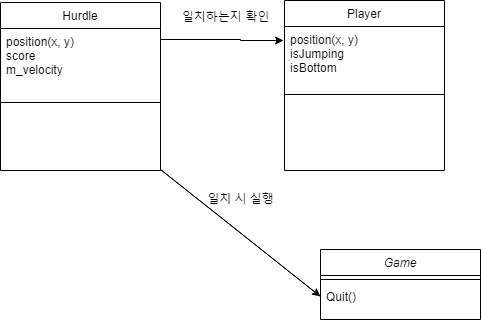 Hurdle
position(x, y)
score
m_velocity
일치하는지 확인
Player
position(x, y)
isJumping
isBottom
일치 시 실행
Game
Quit()